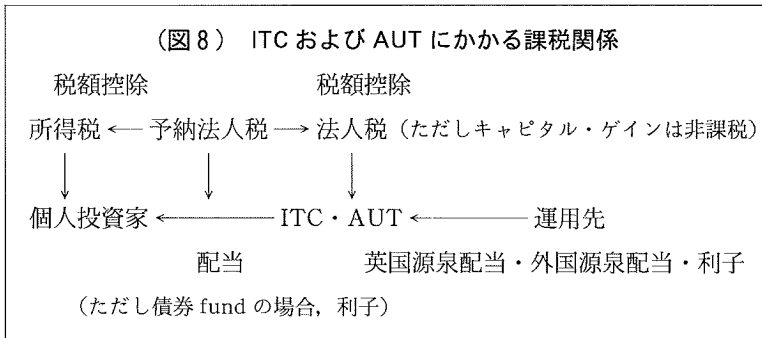 (図8) ITC および AUT にかかる課税関係
税額控除 税額控除
所得税 ← 予納法人税 → 法人税(ただしキャピタル・ゲインは非課税)
↓ ↓ ↓
個人投資家 ← ITC・AUT ← 運用先
配当 英国源泉配当・外国源泉配当・利子
(ただし債券 fund の場合,利子)